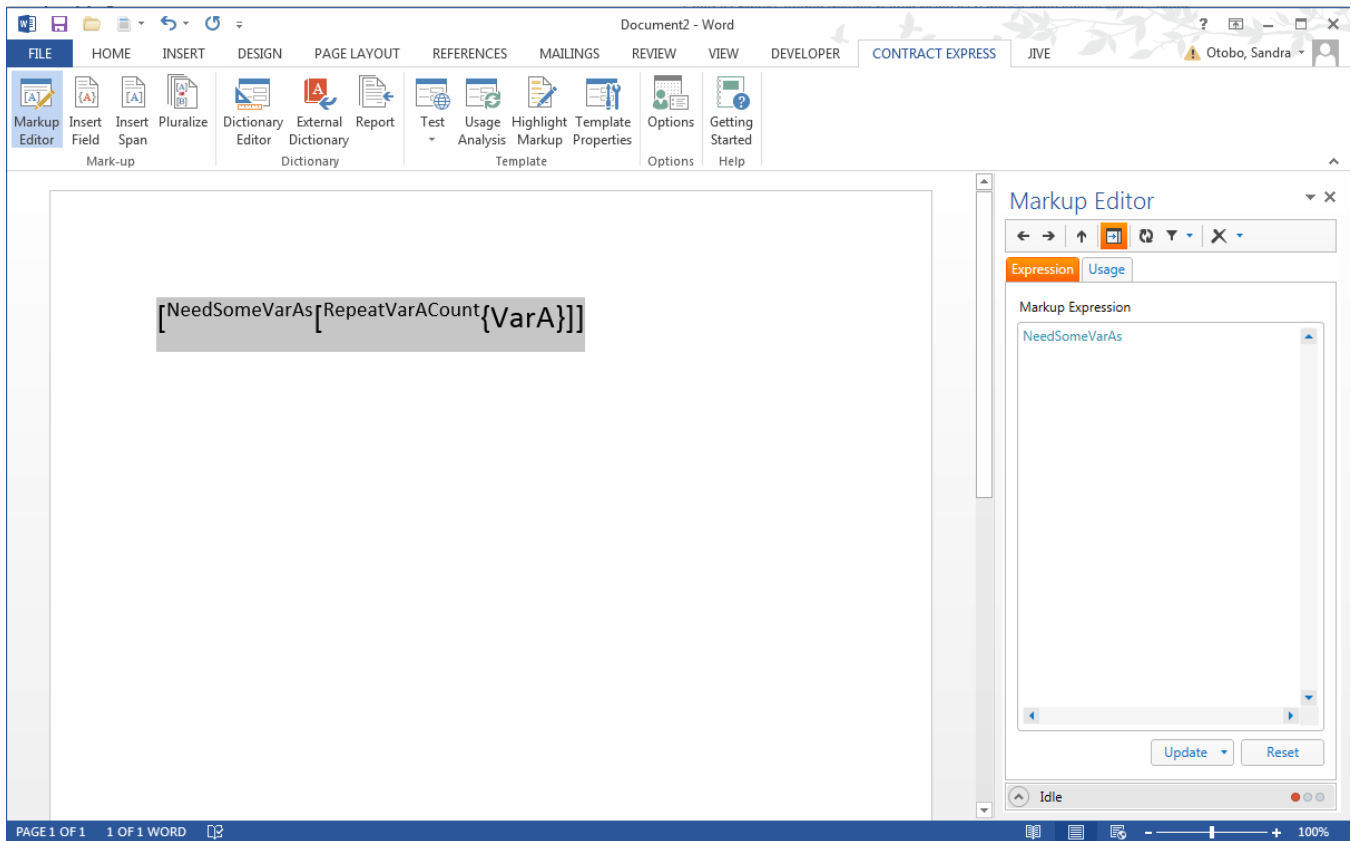 Document2 - Word
?
FILE HOME INSERT DESIGN PAGE LAYOUT REFERENCES MAILINGS REVIEW VIEW DEVELOPER CONTRACT EXPRESS JIVE Otobo, Sandra
Markup Editor Insert Field Insert Span Pluralize Dictionary Editor External Dictionary Report Test Usage Analysis Highlight Markup Template Properties Options Getting Started
Mark-up Dictionary Template Options Help
Markup Editor
Expression Usage
Markup Expression
NeedSomeVarAs
[NeedSomeVarAs[RepeatVarACount{VarA}]]
Update Reset
Idle
PAGE 1 OF 1 1 OF 1 WORD 100%